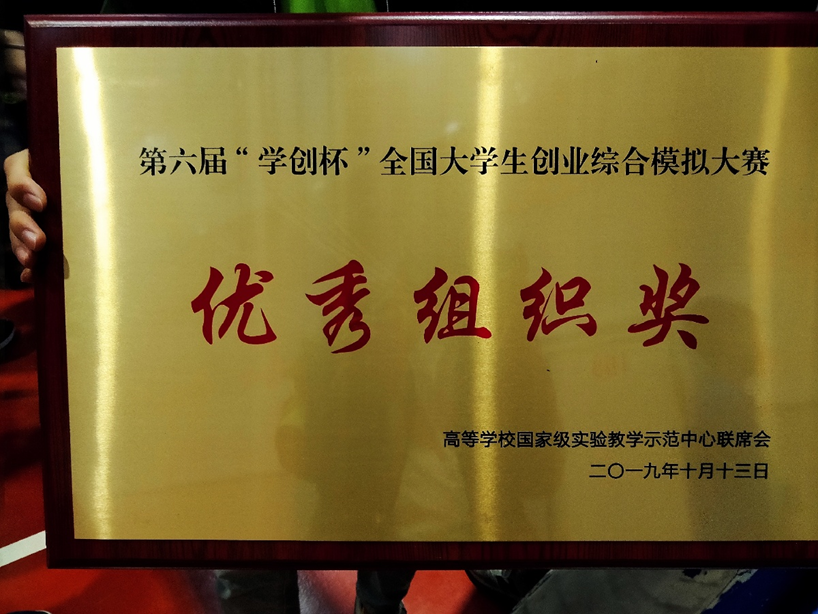 第六届“学创杯”全国大学生创业综合模拟大赛
优秀组织奖
高等学校国家级实验教学示范中心联席会
二〇一九年十月十三日